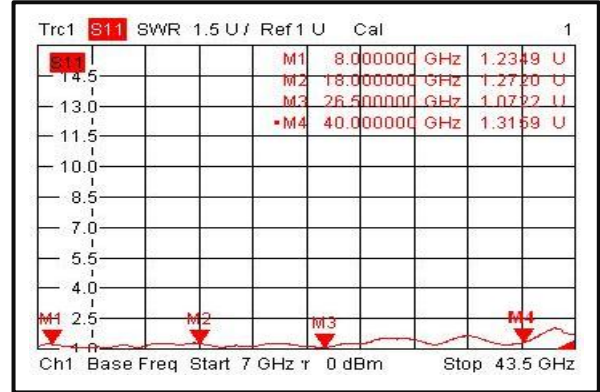 Trc1 S11 SWR 1.5 U / Ref 1 U Cal 1
S11 M1 8.000000 GHz 1.2349 U
14.5 M2 18.000000 GHz 1.2720 U
13.0 M3 26.500000 GHz 1.0722 U
•M4 40.000000 GHz 1.3159 U
11.5
10.0
8.5
7.0
5.5
4.0
M1 2.5 M2 M3 M4
1.0
Ch1 Base Freq Start 7 GHz 0 dBm Stop 43.5 GHz